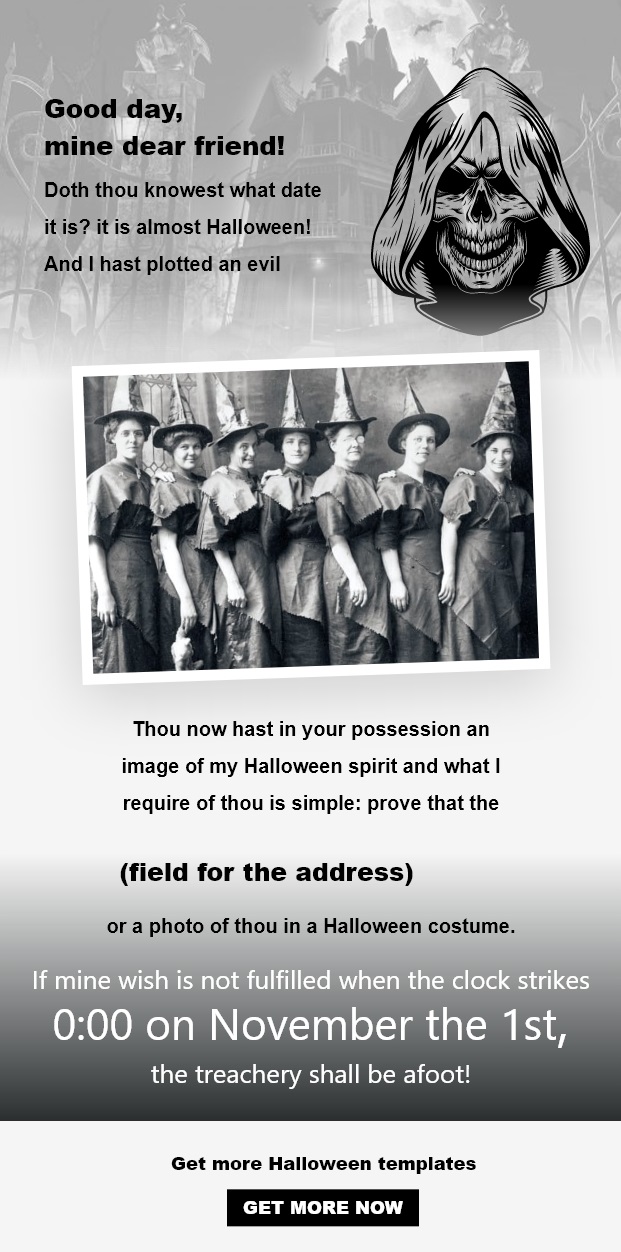 Good day,
mine dear friend!
Doth thou knowest what date
it is? it is almost Halloween!
And I hast plotted an evil
Thou now hast in your possession an
image of my Halloween spirit and what I
require of thou is simple: prove that the
(field for the address)
or a photo of thou in a Halloween costume.
If mine wish is not fulfilled when the clock strikes
0:00 on November the 1st,
the treachery shall be afoot!
Get more Halloween templates
GET MORE NOW